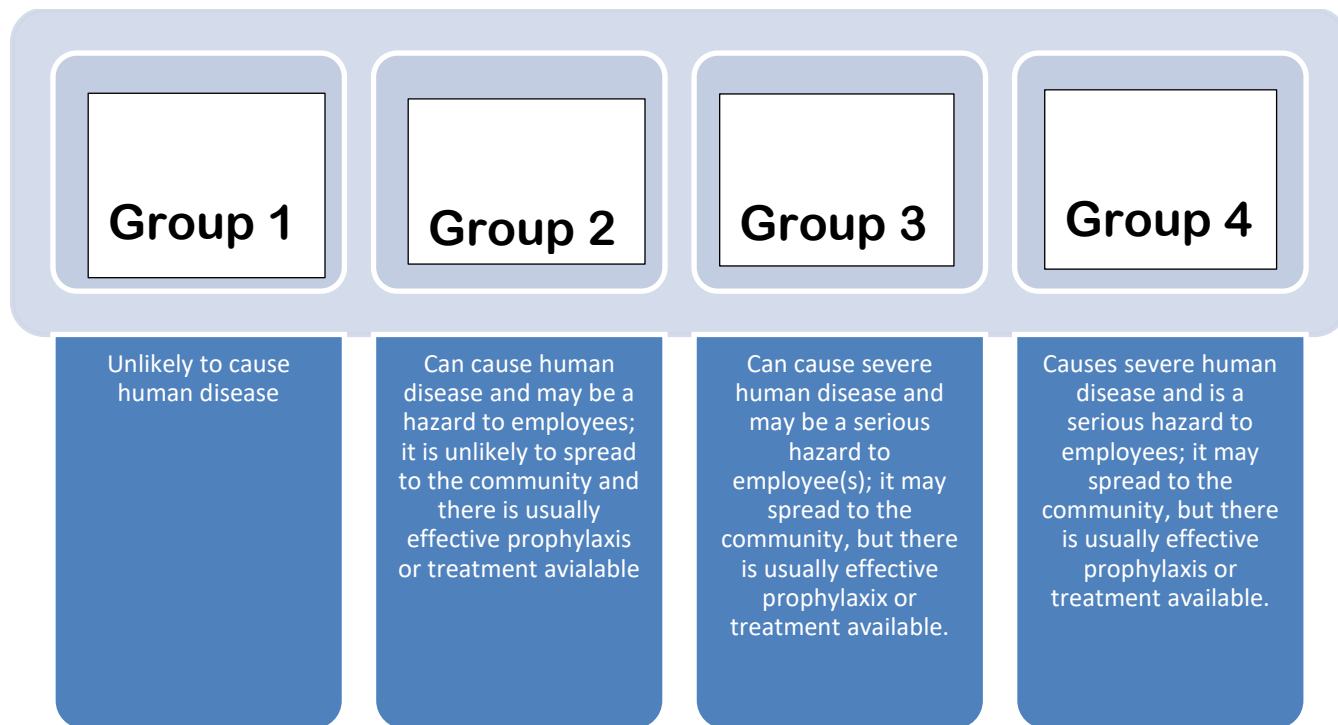 Group 1
Group 2
Group 3
Group 4
Unlikely to cause
human disease
Can cause human
disease and may be a
hazard to employees;
it is unlikely to spread
to the community and
there is usually
effective prophylaxis
or treatment avialable
Can cause severe
human disease and
may be a serious
hazard to
employee(s); it may
spread to the
community, but there
is usually effective
prophylaxix or
treatment available.
Causes severe human
disease and is a
serious hazard to
employees; it may
spread to the
community, but there
is usually effective
prophylaxis or
treatment available.